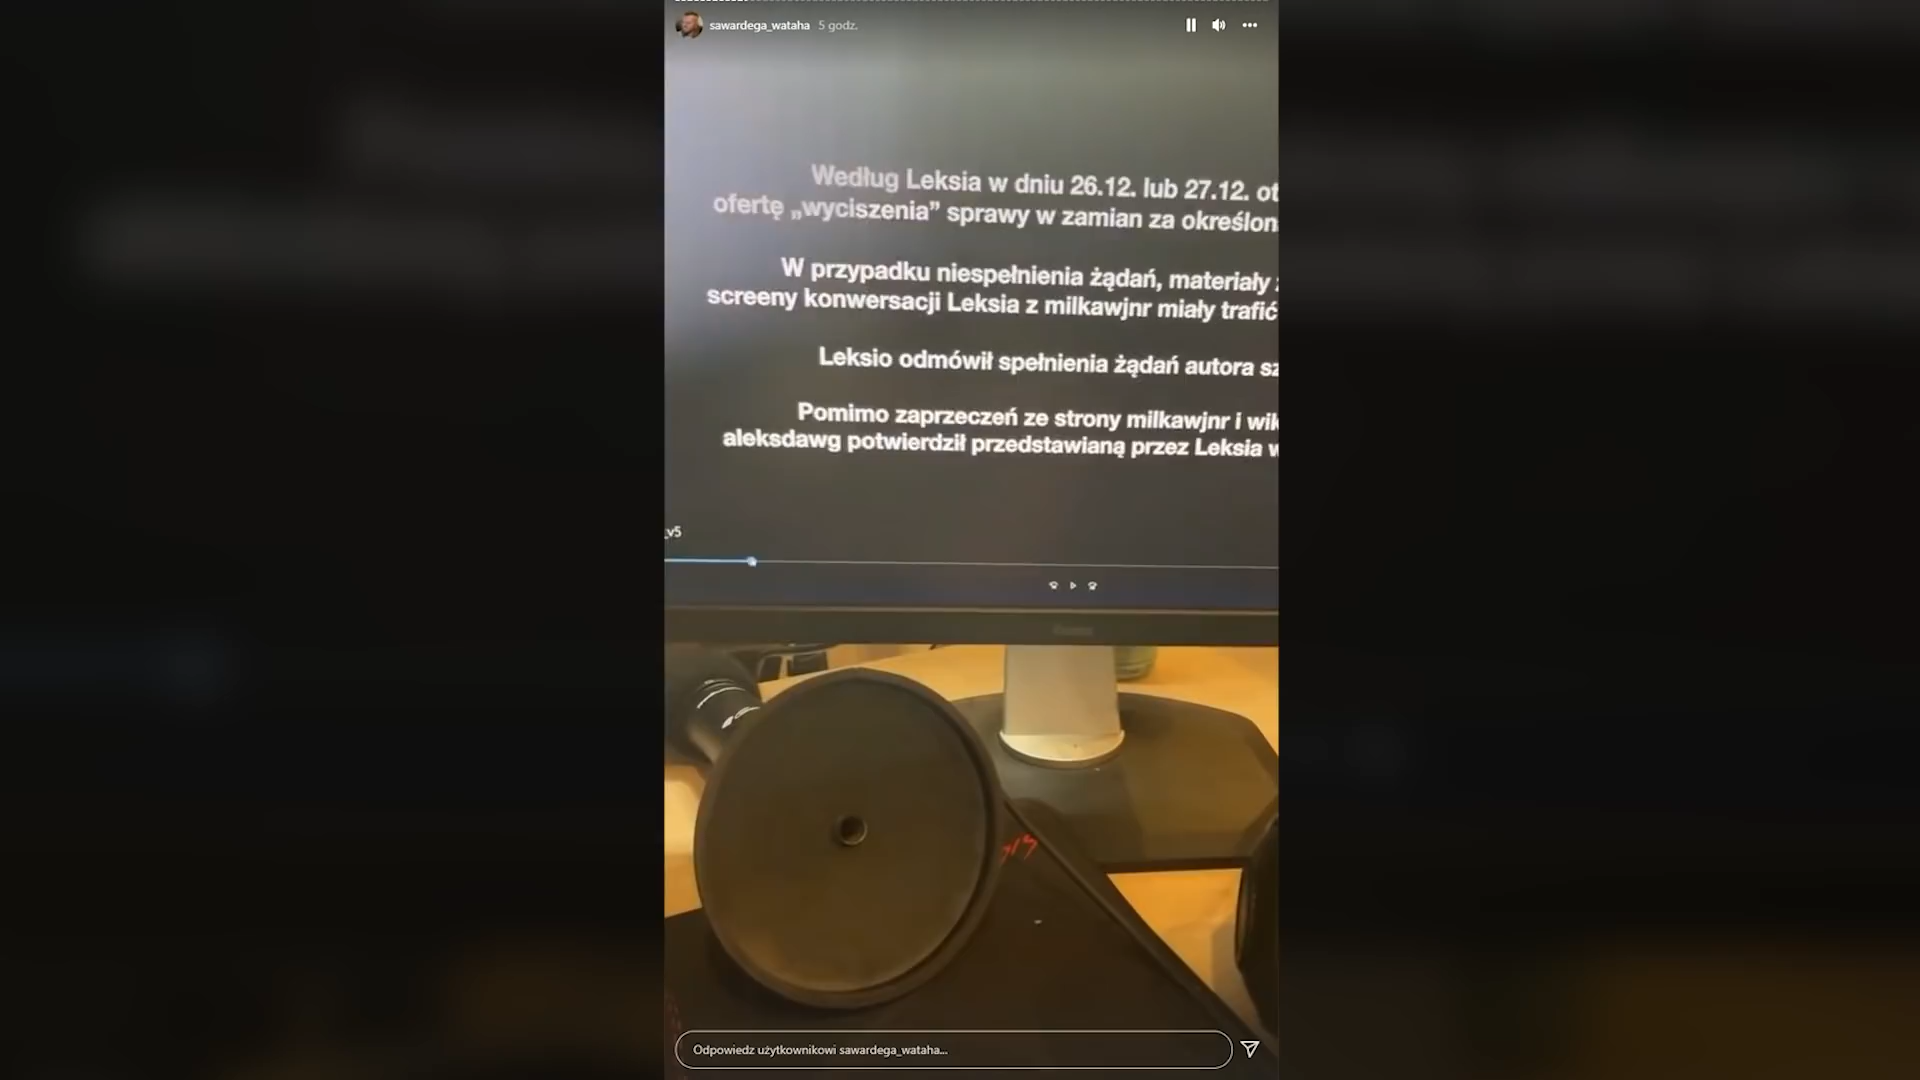 sawardega_wataha 5 godz.
Według Leksia w dniu 26.12. lub 27.12. ot
ofertę „wyciszenia” sprawy w zamian za określon
W przypadku niespełnienia żądań, materiały
screeny konwersacji Leksia z milkawjnr miały trafić
Leksio odmówił spełnienia żądań autora sz
Pomimo zaprzeczeń ze strony milkawjnr i wik
aleksdawg potwierdził przedstawianą przez Leksia w
_v5
Odpowiedz użytkownikowi sawardega_wataha...